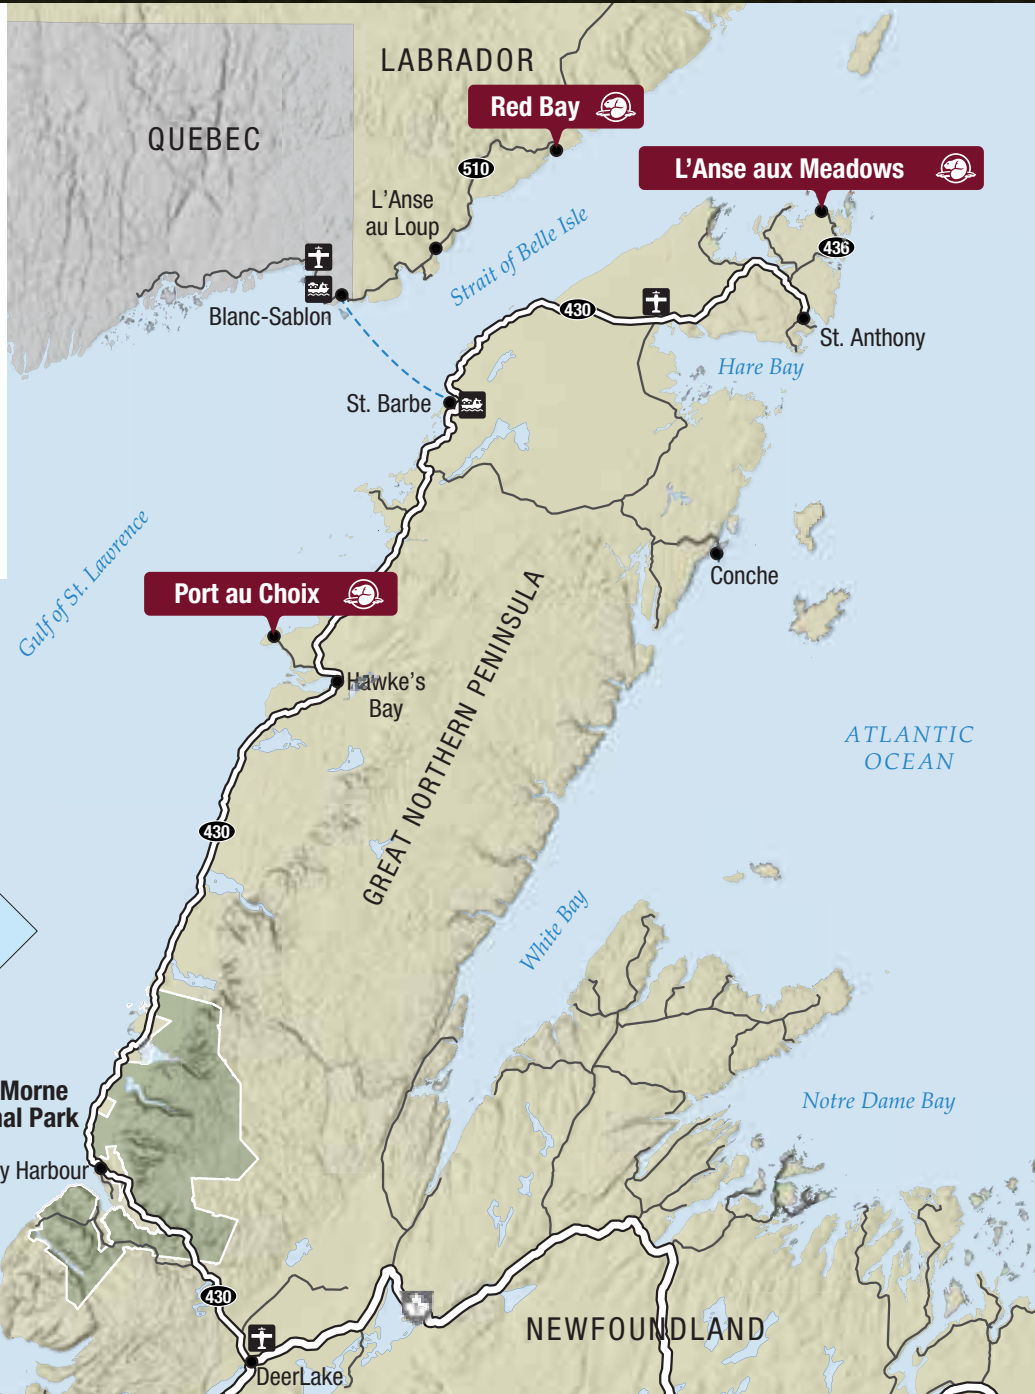 LABRADOR
Red Bay
QUEBEC
510
L'Anse aux Meadows
L'Anse
au Loup
Strait of Belle Isle
436
430
Blanc-Sablon
St. Anthony
Hare Bay
St. Barbe
Gulf of St. Lawrence
Conche
Port au Choix
GREAT NORTHERN PENINSULA
Hawke's
Bay
ATLANTIC
OCEAN
430
White Bay
Morne
al Park
Notre Dame Bay
y Harbour
430
NEWFOUNDLAND
DeerLake